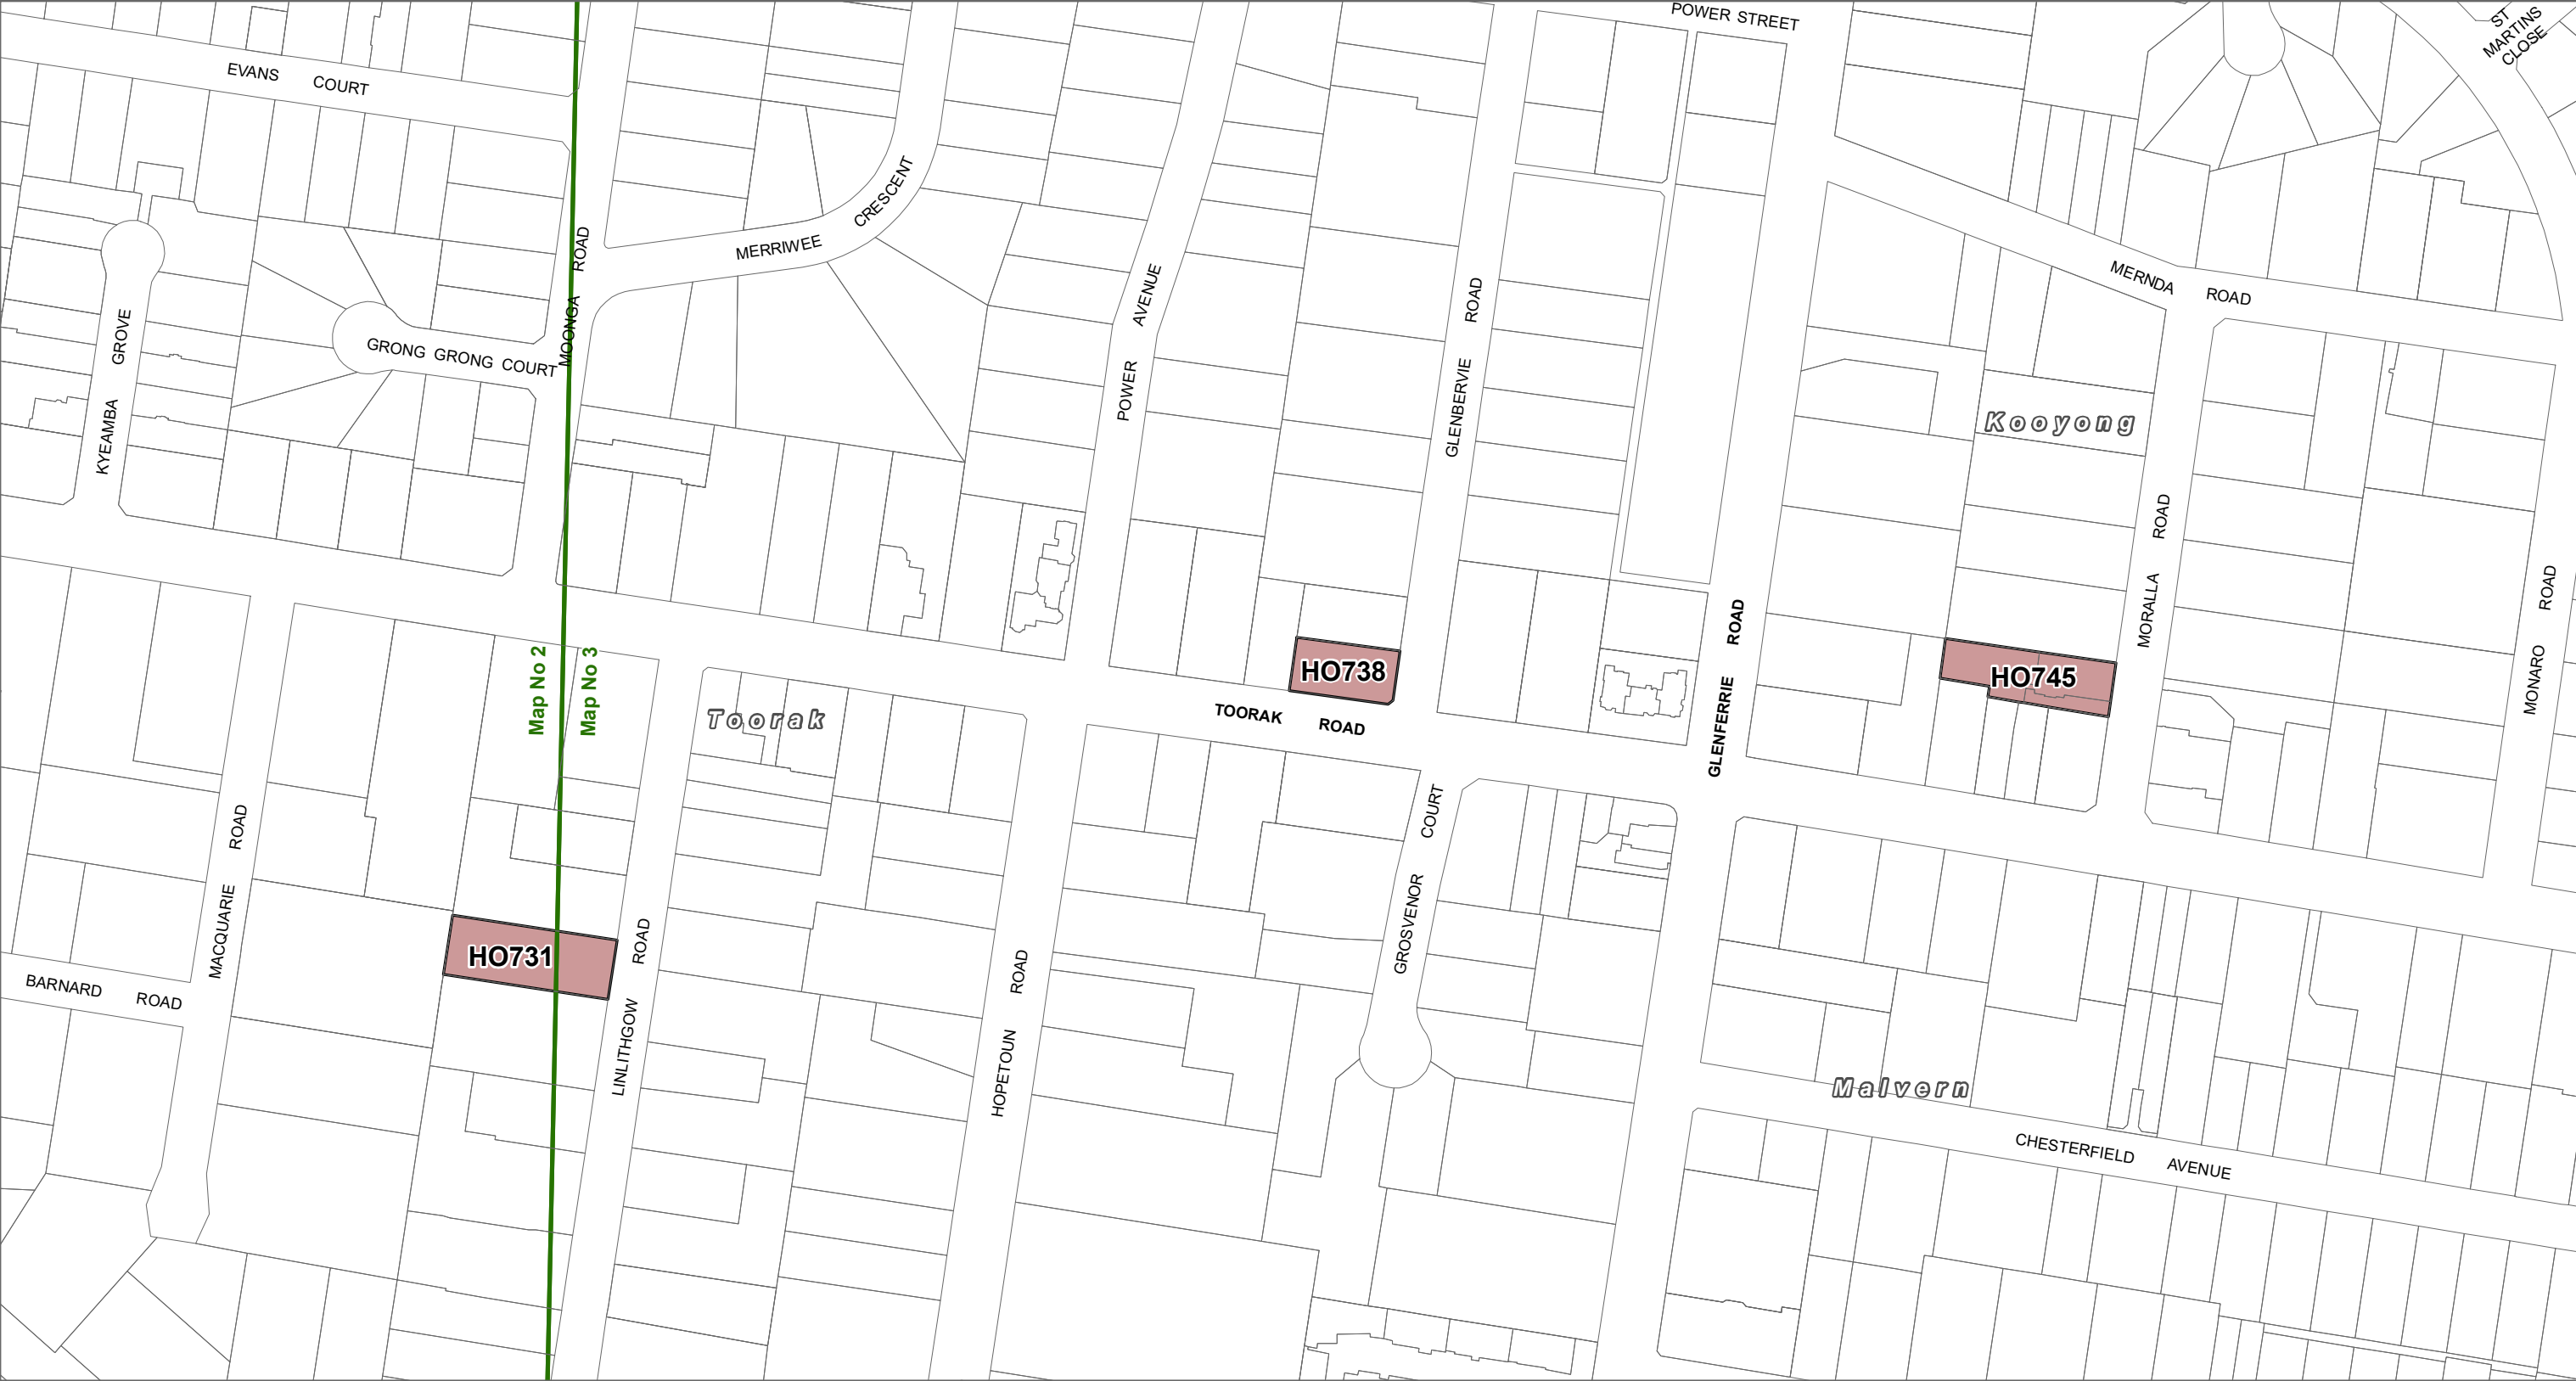 POWER STREET
ST
MARTINS
CLOSE
EVANS COURT
MERRIWEE CRESCENT
MOONGA ROAD
KYEAMBA GROVE
GRONG GRONG COURT
POWER AVENUE
GLENBERVIE ROAD
MERNDA ROAD
Kooyong
MORALLA ROAD
MONARO ROAD
GLENFERRIE ROAD
HO738
HO745
Map No 2
Map No 3
Toorak
TOORAK ROAD
GROSVENOR COURT
MACQUARIE ROAD
HO731
LINLITHGOW ROAD
HOPETOUN ROAD
BARNARD ROAD
Malvern
CHESTERFIELD AVENUE